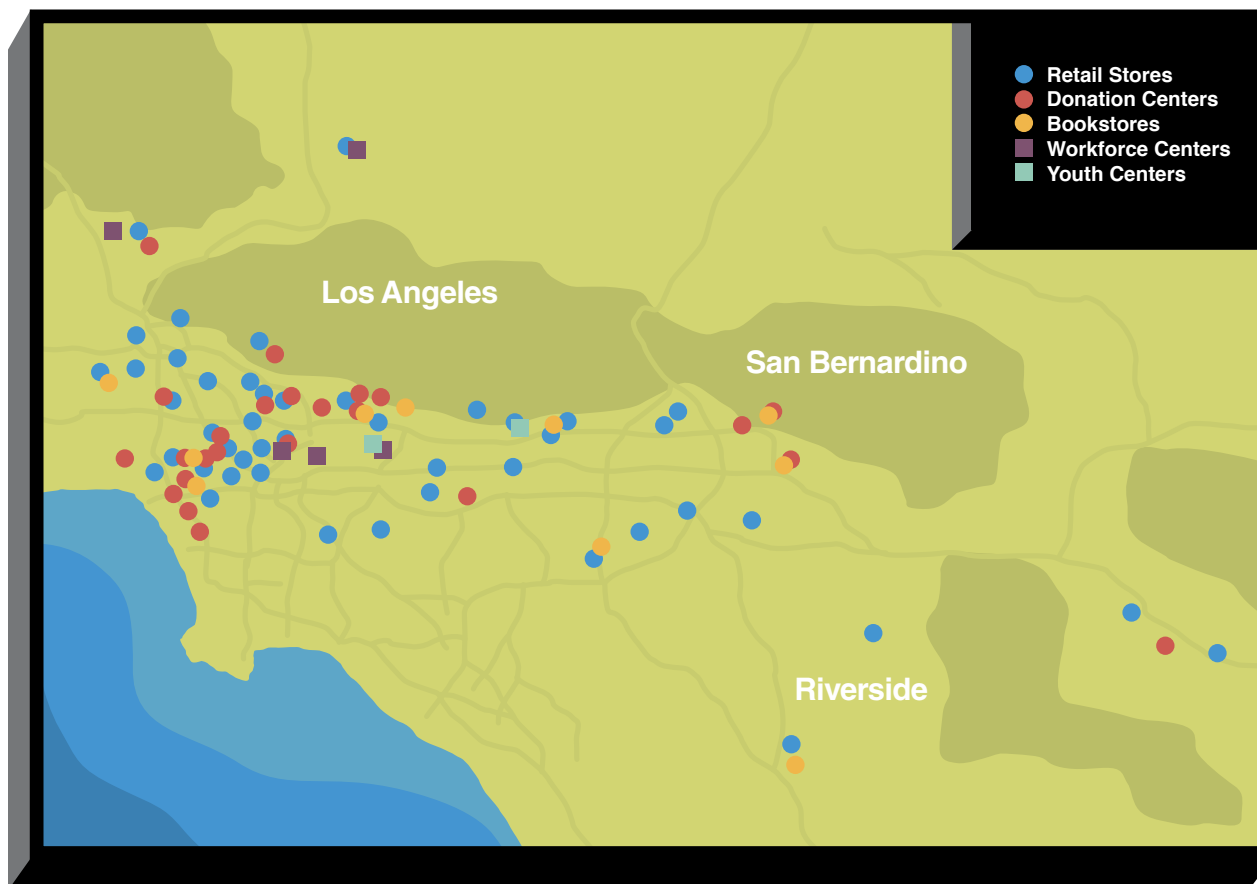 Retail Stores
Donation Centers
Bookstores
Workforce Centers
Youth Centers
Los Angeles
San Bernardino
Riverside